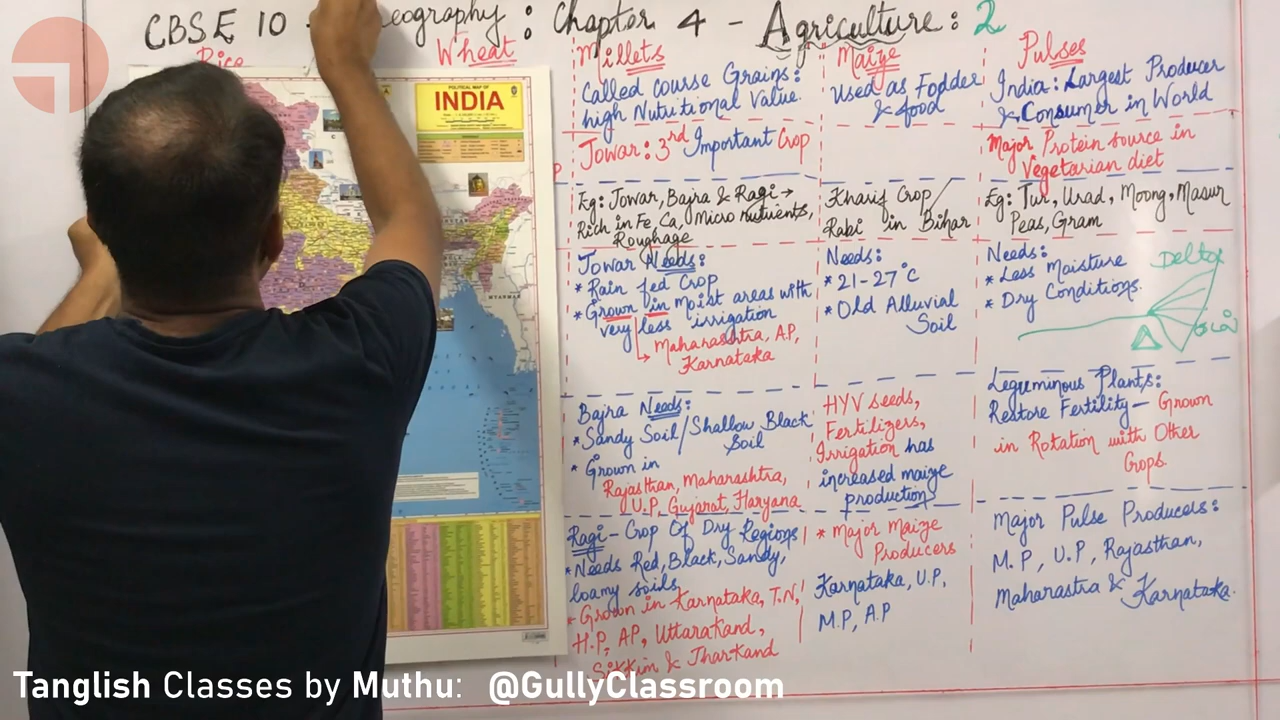 CBSE 10 eography : Chapter 4 - Agriculture : 2
Rice
Wheat
POLITICAL MAP OF
INDIA
MYANMAR
Millets
Called Course Grains:
high Nutritional Value.
Jowar: 3rd Important Crop
Eg: Jowar, Bajra & Ragi →
Rich in Fe, Ca, Micro nutrients,
Roughage
Jowar Needs:
* Rain fed Crop
* Grown in moist areas with
very less irrigation
→ Maharashtra, A.P,
Karnataka
Bajra Needs:
* Sandy Soil / Shallow Black
Soil
* Grown in
Rajasthan, Maharashtra,
U.P, Gujarat, Haryana
Ragi - Crop Of Dry Regions
* Needs Red, Black, Sandy,
loamy soils
* Grown in Karnataka, T.N,
H.P, AP, Uttarakand,
Sikkim & Jharkand
Maize
Used as Fodder
& food
Kharif Crop /
Rabi in Bihar
Needs:
* 21-27°C
* Old Alluvial
Soil
HYV seeds,
Fertilizers,
Irrigation has
increased maize
production
* Major Maize
Producers
Karnataka, U.P,
M.P, A.P
Pulses
India: Largest Producer
& Consumer in World
Major Protein source in
Vegetarian diet
Eg: Tur, Urad, Moong, Masur
Peas, Gram
Needs:
* Less Moisture
* Dry Conditions.
Delta
Δ
Leguminous Plants:
Restore Fertility - Grown
in Rotation with Other
Crops
Major Pulse Producers:
M.P, U.P, Rajasthan,
Maharastra & Karnataka.
Tanglish Classes by Muthu: @GullyClassroom